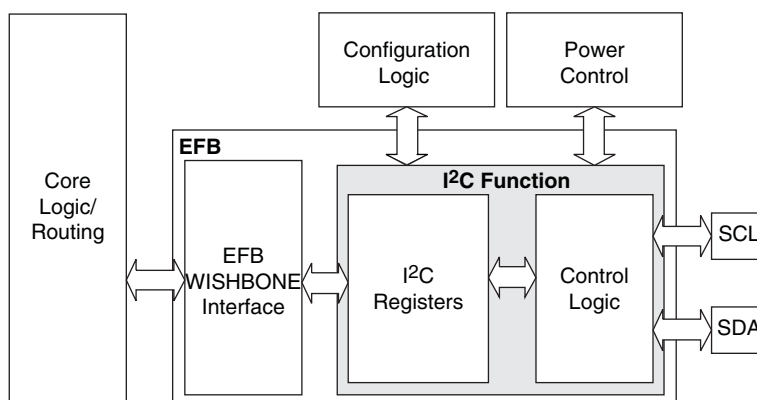 Configuration
Logic
Power
Control
EFB
I²C Function
Core
Logic/
Routing
EFB
WISHBONE
Interface
I²C
Registers
Control
Logic
SCL
SDA